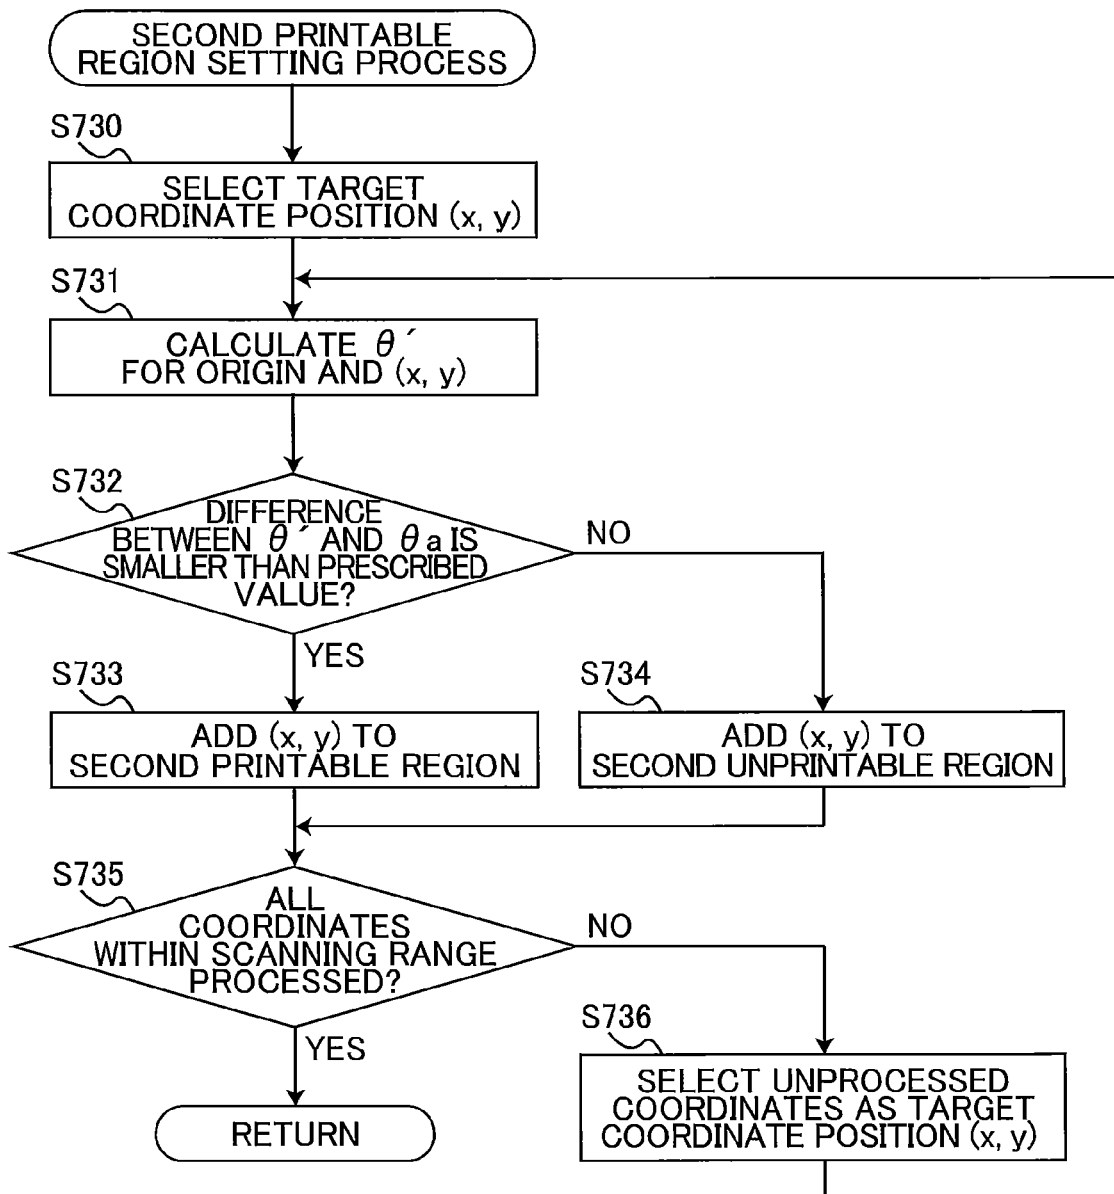 SECOND PRINTABLE
REGION SETTING PROCESS
S730
SELECT TARGET
COORDINATE POSITION (x, y)
S731
CALCULATE θ´
FOR ORIGIN AND (x, y)
S732
DIFFERENCE
BETWEEN θ´ AND θa IS
SMALLER THAN PRESCRIBED
VALUE?
NO
YES
S733
ADD (x, y) TO
SECOND PRINTABLE REGION
S734
ADD (x, y) TO
SECOND UNPRINTABLE REGION
S735
ALL
COORDINATES
WITHIN SCANNING RANGE
PROCESSED?
NO
YES
S736
SELECT UNPROCESSED
COORDINATES AS TARGET
COORDINATE POSITION (x, y)
RETURN